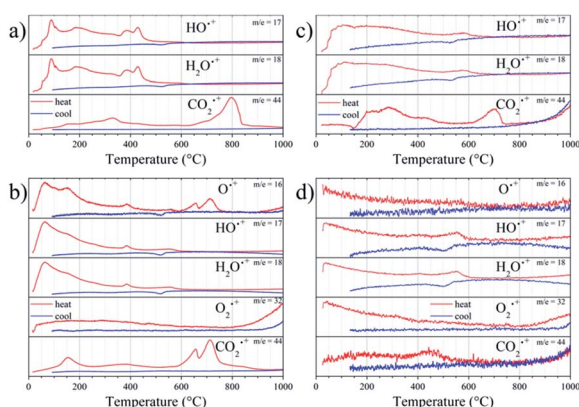 a)
HO•+ m/e = 17
H2O•+ m/e = 18
CO2•+ m/e = 44
heat
cool
0 200 400 600 800 1000
Temperature (°C)
c)
HO•+ m/e = 17
H2O•+ m/e = 18
CO2•+ m/e = 44
heat
cool
0 200 400 600 800 1000
Temperature (°C)
b)
O•+ m/e = 16
heat
cool
HO•+ m/e = 17
H2O•+ m/e = 18
O2•+ m/e = 32
CO2•+ m/e = 44
0 200 400 600 800 1000
Temperature (°C)
d)
O•+ m/e = 16
HO•+ m/e = 17
H2O•+ m/e = 18
heat
cool
O2•+ m/e = 32
CO2•+ m/e = 44
0 200 400 600 800 1000
Temperature (°C)